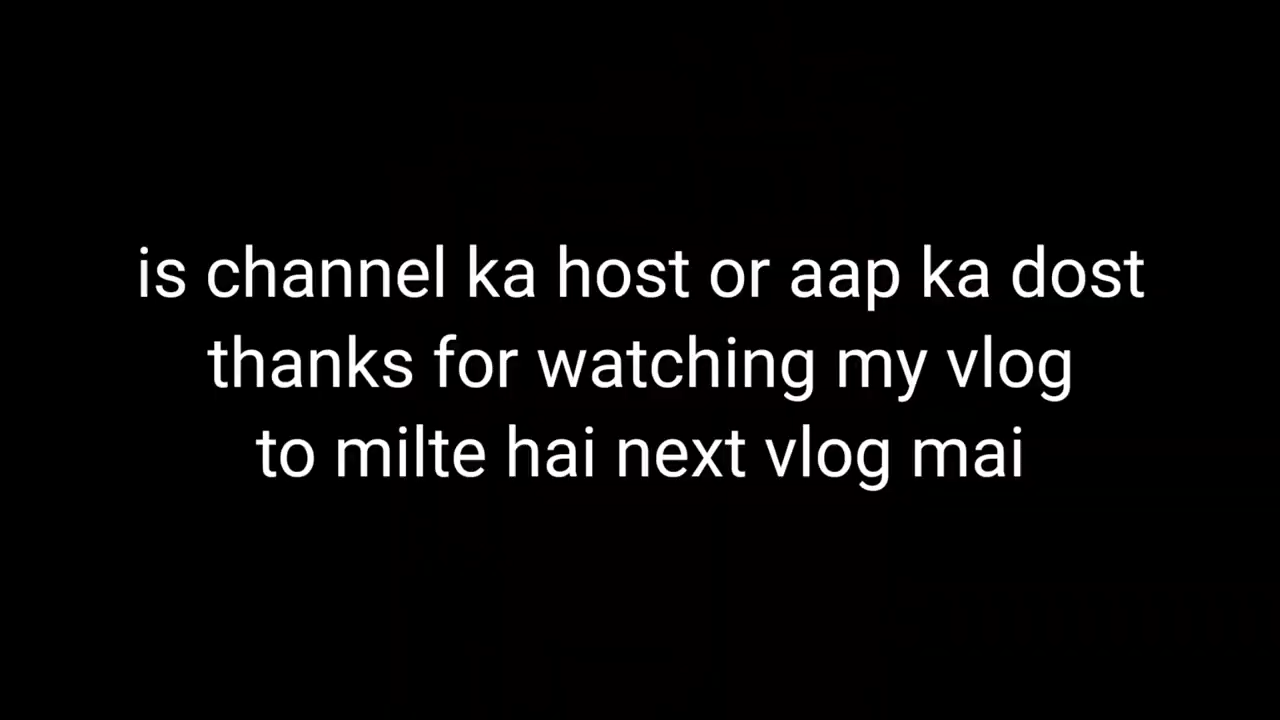 is channel ka host or aap ka dost
thanks for watching my vlog
to milte hai next vlog mai